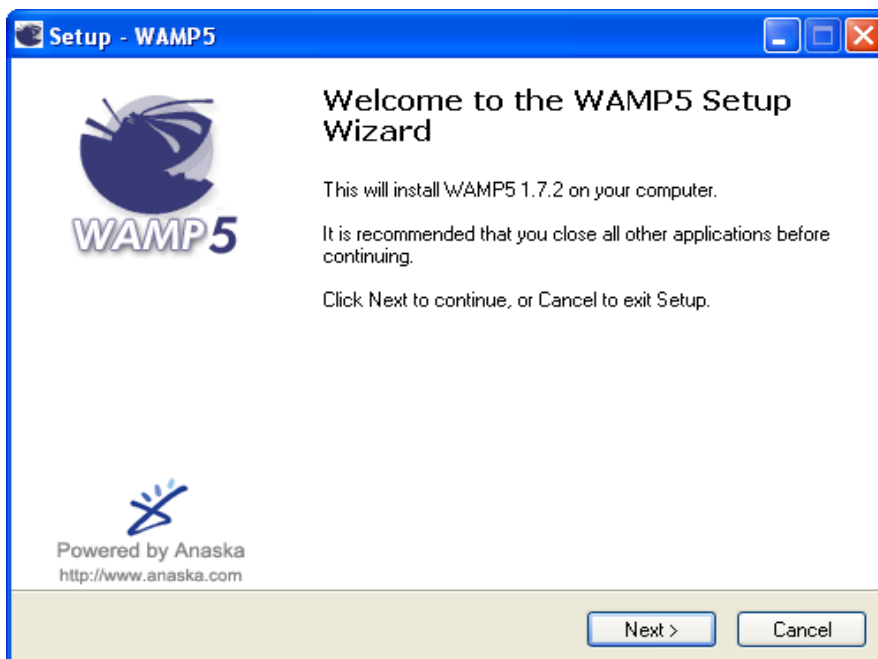 Setup - WAMP5
Welcome to the WAMP5 Setup
Wizard
This will install WAMP5 1.7.2 on your computer.
It is recommended that you close all other applications before
continuing.
Click Next to continue, or Cancel to exit Setup.
WAMP5
Powered by Anaska
http://www.anaska.com
Next >
Cancel